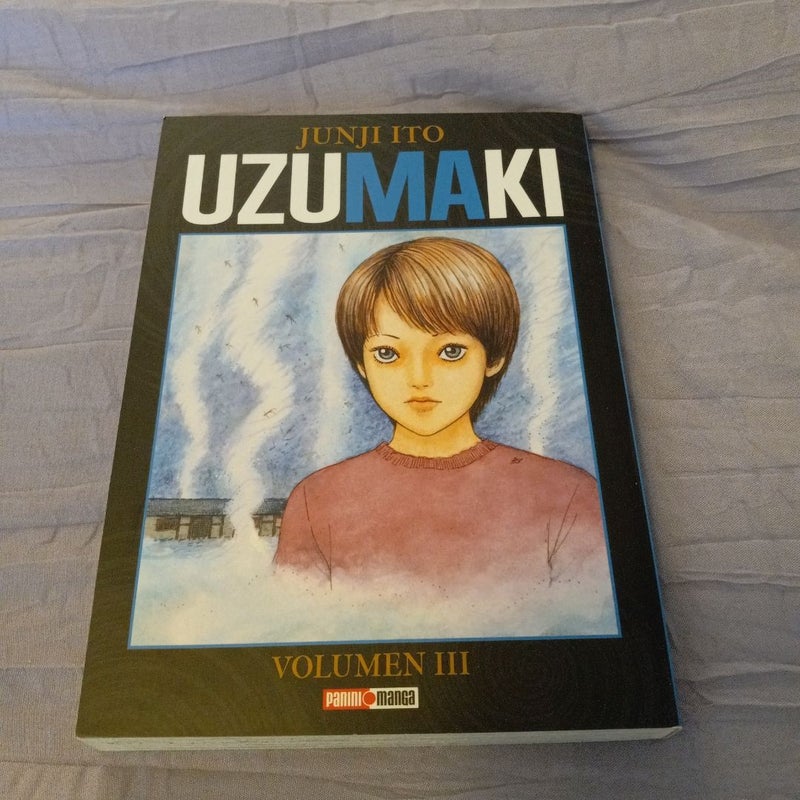 JUNJI ITO
UZUMAKI
VOLUMEN III
PANINI manga